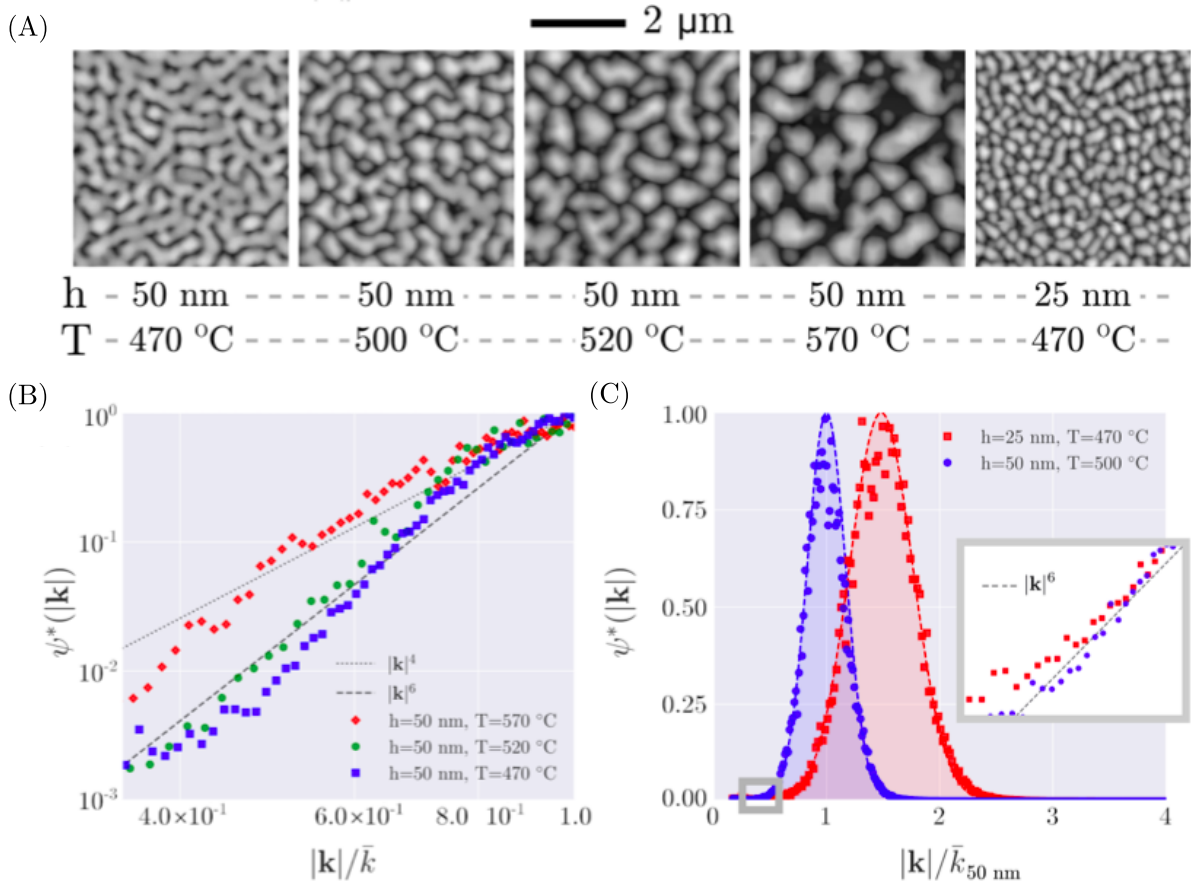 (A)
2 μm
h 50 nm 50 nm 50 nm 50 nm 25 nm
T 470 °C 500 °C 520 °C 570 °C 470 °C
(B)
10⁰
10⁻¹
10⁻²
10⁻³
ψ*(|k|)
|k|⁴
|k|⁶
h=50 nm, T=570 °C
h=50 nm, T=520 °C
h=50 nm, T=470 °C
4.0×10⁻¹ 6.0×10⁻¹ 8.0 10⁻¹ 1.0
|k|/k̄
(C)
1.00
0.75
0.50
0.25
0.00
ψ*(|k|)
h=25 nm, T=470 °C
h=50 nm, T=500 °C
|k|⁶
0 1 2 3 4
|k|/k̄₅₀ ₙₘ